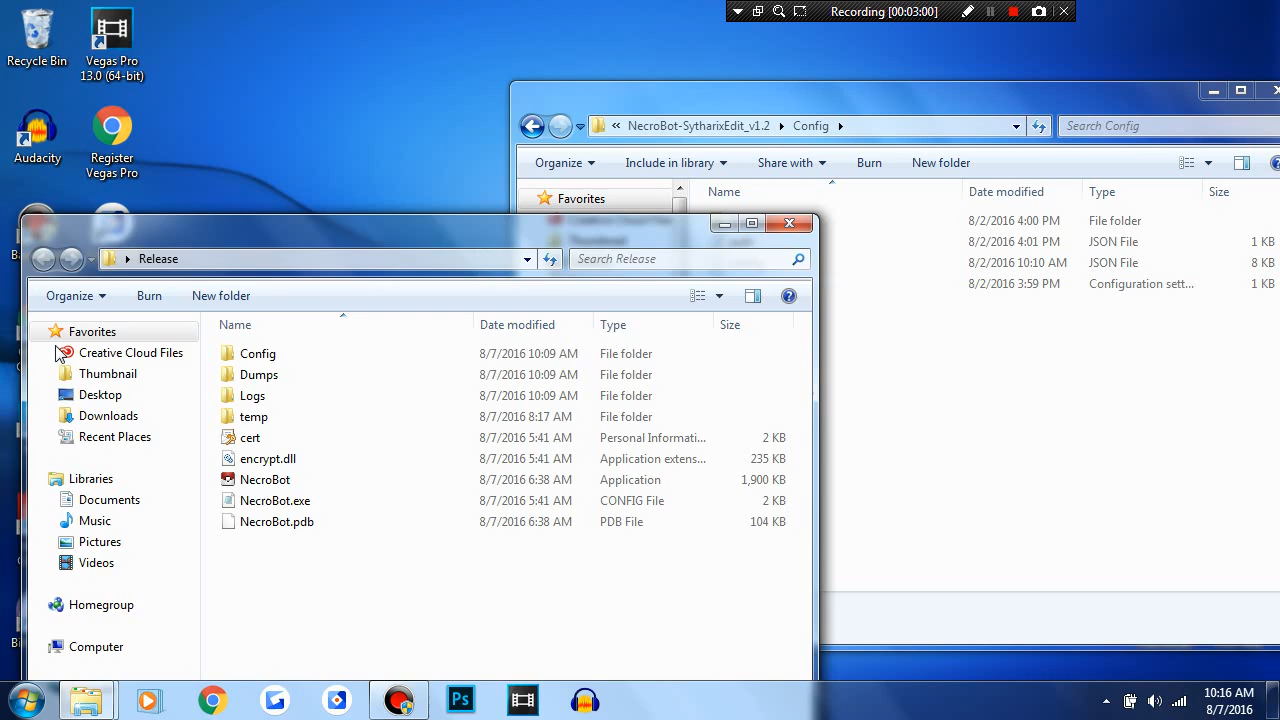 Recording [00:03:00]
Recycle Bin
Vegas Pro
13.0 (64-bit)
Audacity
Register
Vegas Pro
« NecroBot-SytharixEdit_v1.2 Config
Search Config
Organize Include in library Share with Burn New folder
Favorites
Name Date modified Type Size
8/2/2016 4:00 PM File folder
8/2/2016 4:01 PM JSON File 1 KB
8/2/2016 10:10 AM JSON File 8 KB
8/2/2016 3:59 PM Configuration sett... 1 KB
Release
Search Release
Organize Burn New folder
Favorites
Creative Cloud Files
Thumbnail
Desktop
Downloads
Recent Places
Libraries
Documents
Music
Pictures
Videos
Homegroup
Computer
Name Date modified Type Size
Config 8/7/2016 10:09 AM File folder
Dumps 8/7/2016 10:09 AM File folder
Logs 8/7/2016 10:09 AM File folder
temp 8/7/2016 8:17 AM File folder
cert 8/7/2016 5:41 AM Personal Informati... 2 KB
encrypt.dll 8/7/2016 5:41 AM Application extens... 235 KB
NecroBot 8/7/2016 6:38 AM Application 1,900 KB
NecroBot.exe 8/7/2016 5:41 AM CONFIG File 2 KB
NecroBot.pdb 8/7/2016 6:38 AM PDB File 104 KB
Ps
10:16 AM
8/7/2016